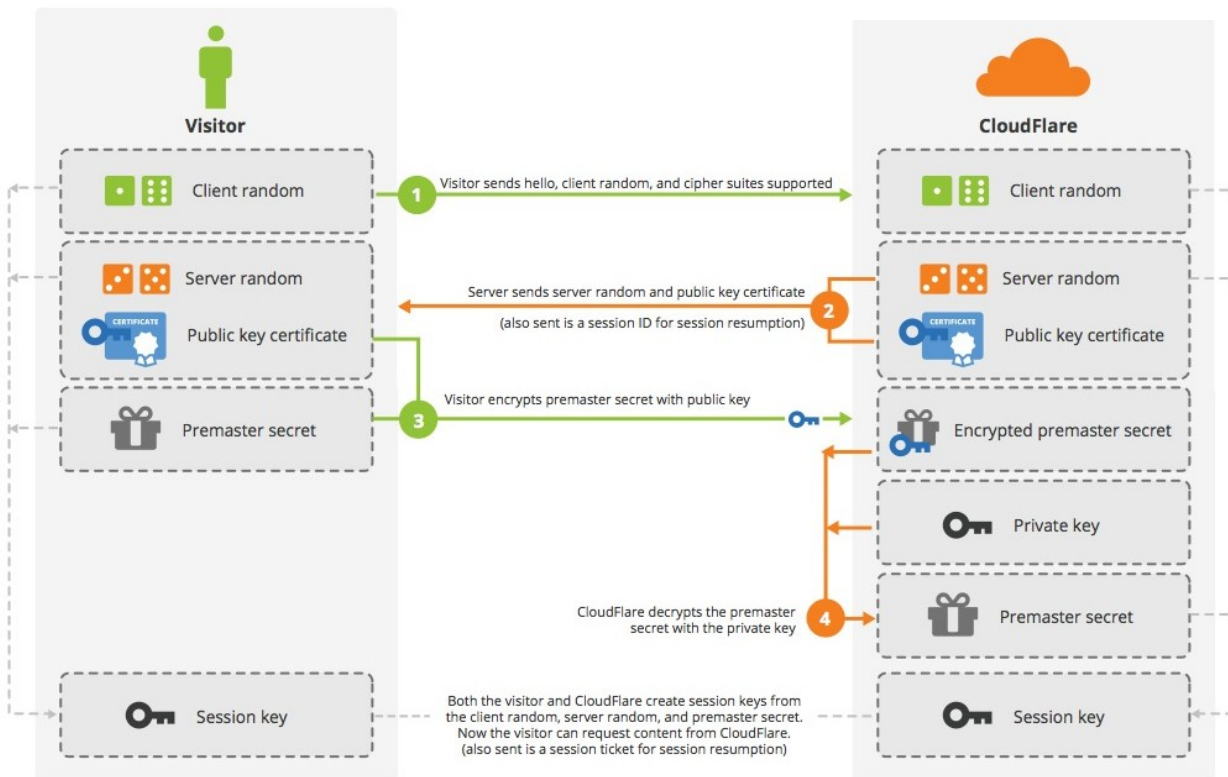 Visitor
CloudFlare
Client random
1
Visitor sends hello, client random, and cipher suites supported
Client random
Server random
Server sends server random and public key certificate
2
(also sent is a session ID for session resumption)
Server random
CERTIFICATE
Public key certificate
CERTIFICATE
Public key certificate
Visitor encrypts premaster secret with public key
3
Premaster secret
Encrypted premaster secret
Private key
CloudFlare decrypts the premaster
secret with the private key
4
Premaster secret
Session key
Both the visitor and CloudFlare create session keys from
the client random, server random, and premaster secret.
Now the visitor can request content from CloudFlare.
(also sent is a session ticket for session resumption)
Session key